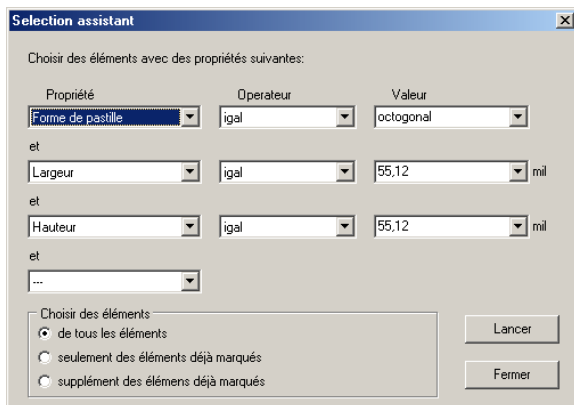 Selection assistant
Choisir des éléments avec des propriétés suivantes:
Propriété Operateur Valeur
Forme de pastille igal octogonal
et
Largeur igal 55,12 mil
et
Hauteur igal 55,12 mil
et
---
Choisir des éléments
de tous les éléments
Lancer
seulement des éléments déjà marqués
supplément des élémens déjà marqués
Fermer